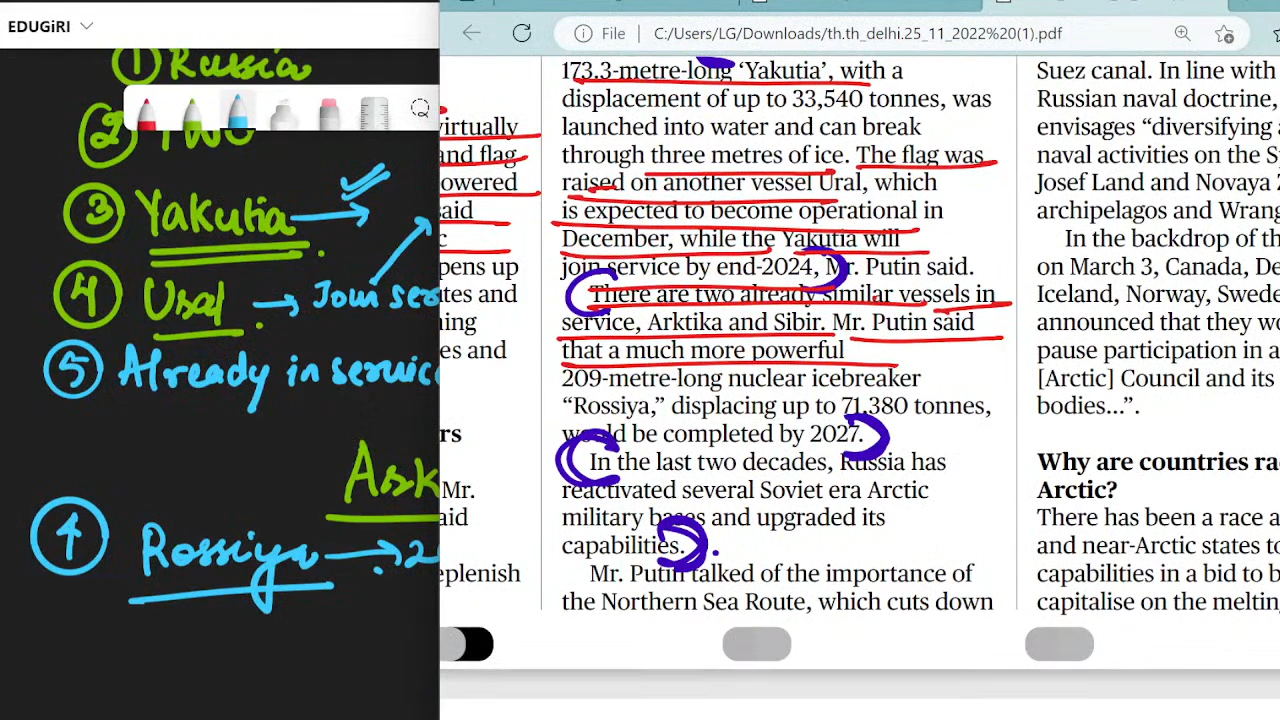 EDUGiRI
① Russia
② TWO
③ Yakutia
④ Ural → Join ser
⑤ Already in service
Ark
④ Rossiya → 2
File
C:/Users/LG/Downloads/th.th_delhi.25_11_2022%20(1).pdf
virtually
and flag
owered
said
c
pens up
tes and
ing
es and
rs
Mr.
aid
eplenish
173.3-metre-long ‘Yakutia’, with a
displacement of up to 33,540 tonnes, was
launched into water and can break
through three metres of ice. The flag was
raised on another vessel Ural, which
is expected to become operational in
December, while the Yakutia will
join service by end-2024, Mr. Putin said.
There are two already similar vessels in
service, Arktika and Sibir. Mr. Putin said
that a much more powerful
209-metre-long nuclear icebreaker
“Rossiya,” displacing up to 71,380 tonnes,
would be completed by 2027.
In the last two decades, Russia has
reactivated several Soviet era Arctic
military bases and upgraded its
capabilities.
Mr. Putin talked of the importance of
the Northern Sea Route, which cuts down
Suez canal. In line with
Russian naval doctrine,
envisages “diversifying a
naval activities on the S
Josef Land and Novaya Z
archipelagos and Wrang
In the backdrop of th
on March 3, Canada, De
Iceland, Norway, Swede
announced that they wo
pause participation in a
[Arctic] Council and its
bodies...”.
Why are countries ra
Arctic?
There has been a race a
and near-Arctic states to
capabilities in a bid to b
capitalise on the melting